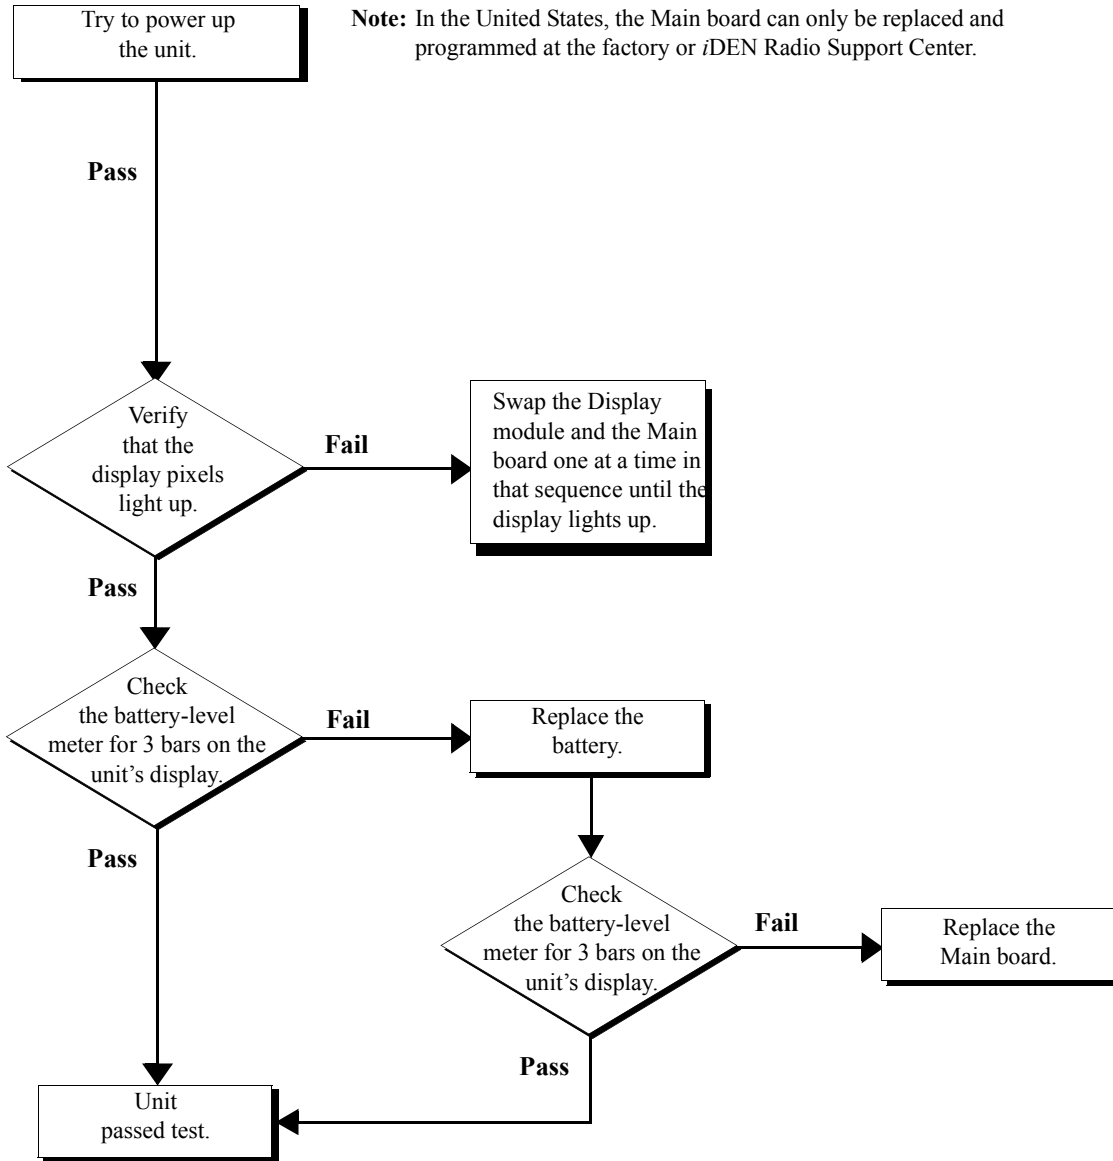 Try to power up
the unit.
Note: In the United States, the Main board can only be replaced and
programmed at the factory or iDEN Radio Support Center.
Pass
Verify
that the
display pixels
light up.
Fail
Swap the Display
module and the Main
board one at a time in
that sequence until the
display lights up.
Pass
Check
the battery-level
meter for 3 bars on the
unit’s display.
Fail
Replace the
battery.
Pass
Check
the battery-level
meter for 3 bars on the
unit’s display.
Fail
Replace the
Main board.
Pass
Unit
passed test.